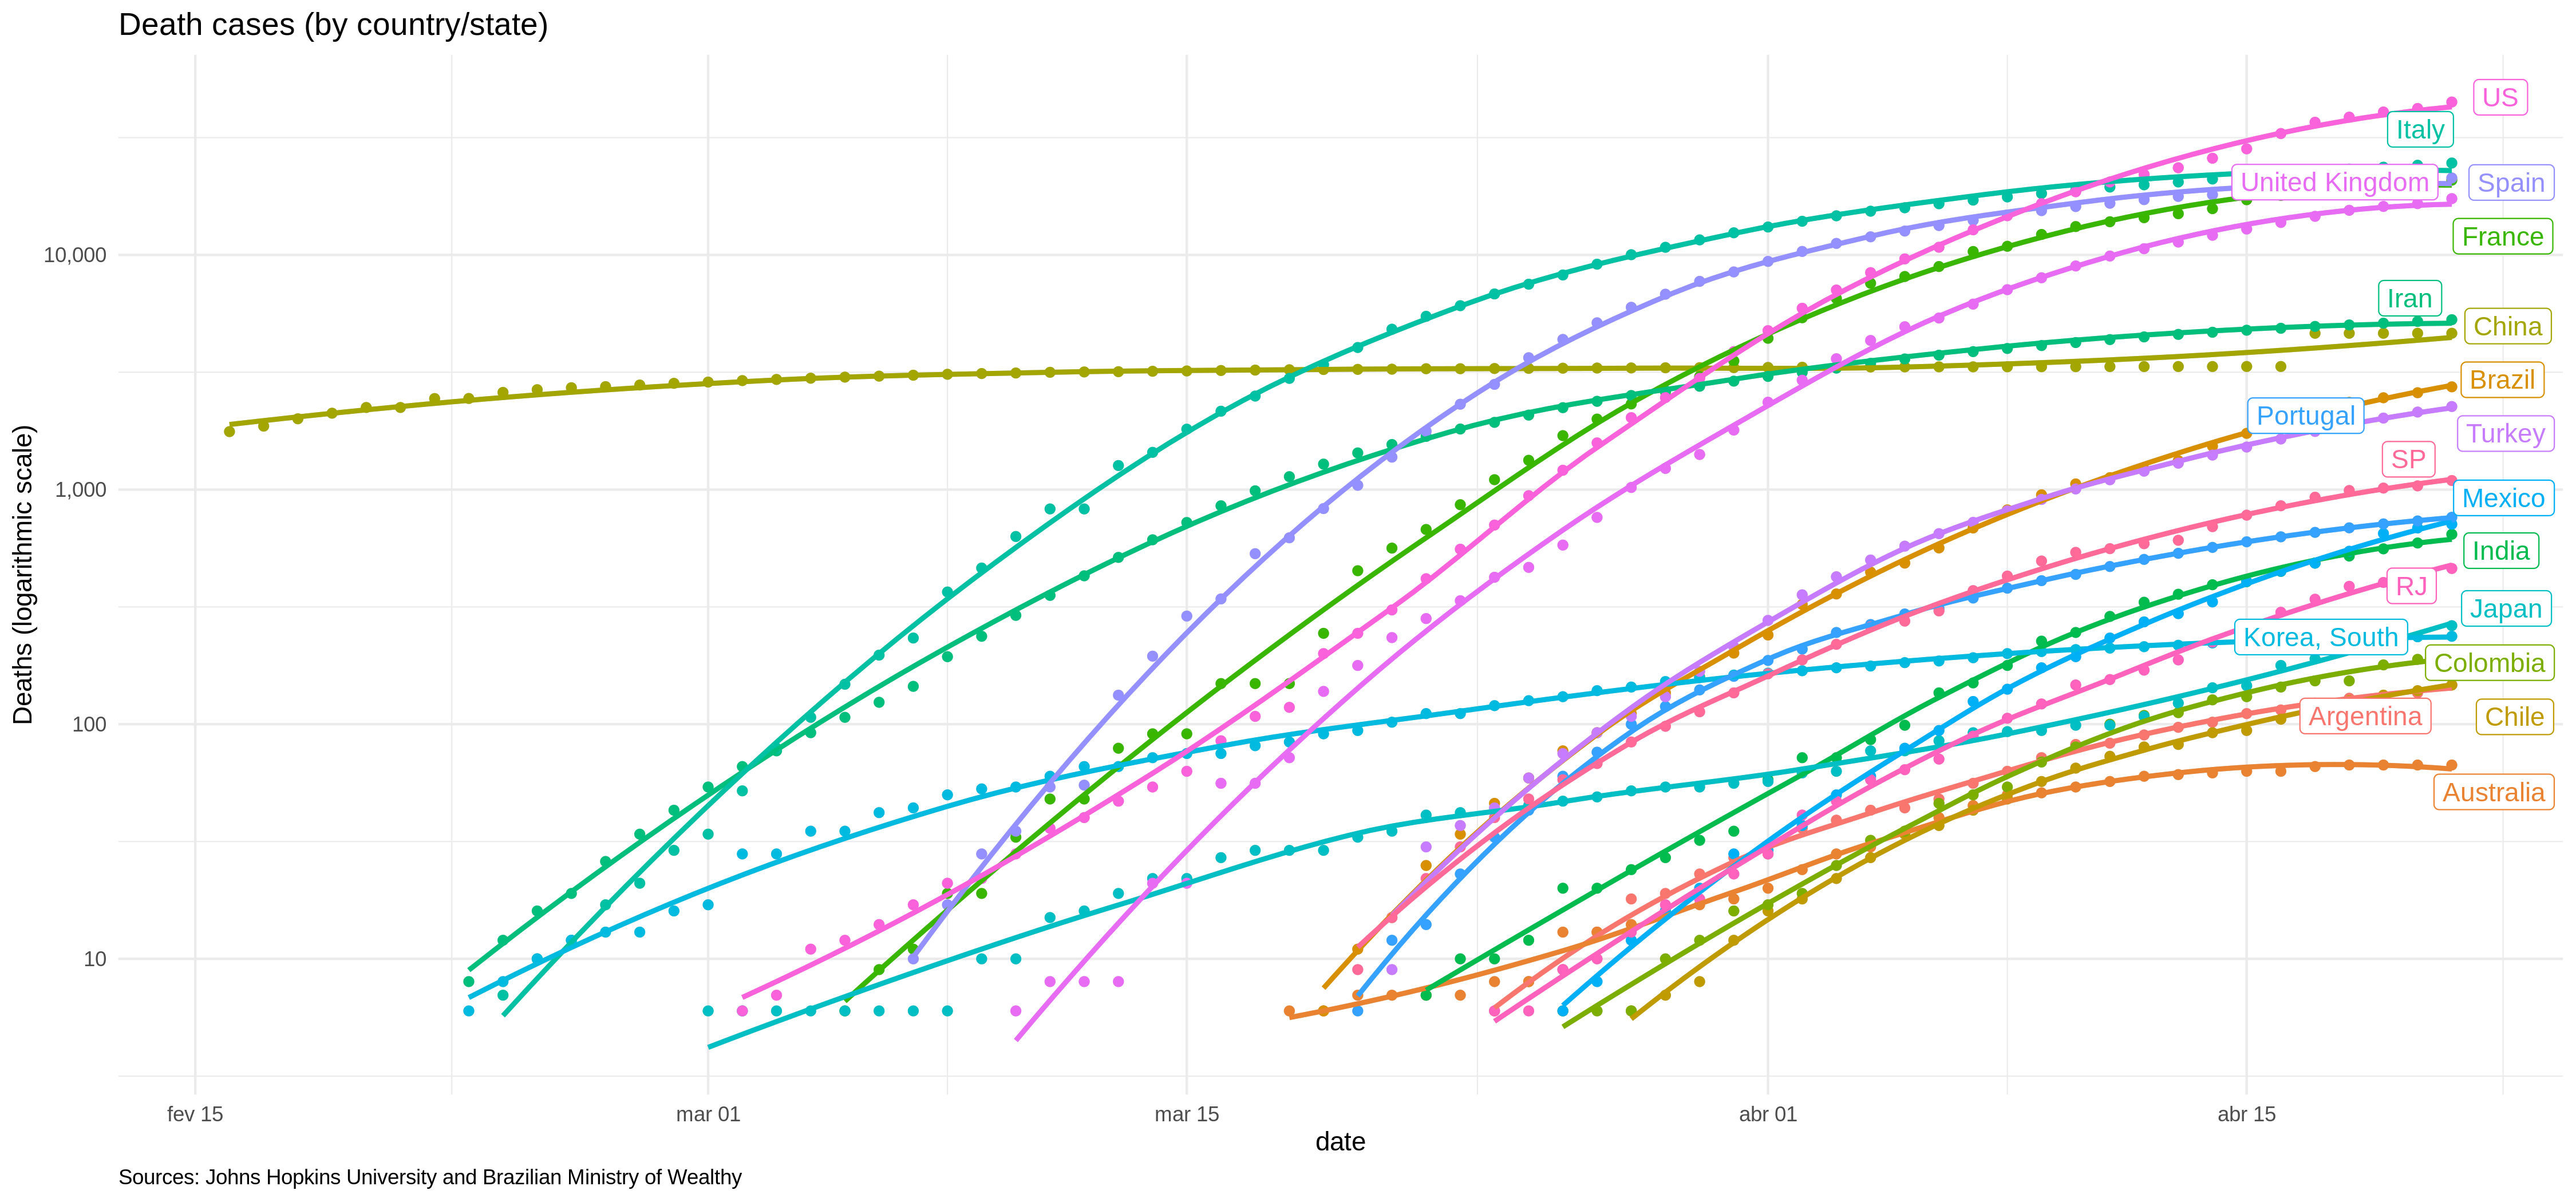 Death cases (by country/state)
US
Italy
United Kingdom
Spain
France
Iran
China
Brazil
Portugal
Turkey
SP
Mexico
India
RJ
Japan
Korea, South
Colombia
Argentina
Chile
Australia
Deaths (logarithmic scale)
10,000
1,000
100
10
fev 15
mar 01
mar 15
abr 01
abr 15
date
Sources: Johns Hopkins University and Brazilian Ministry of Wealthy